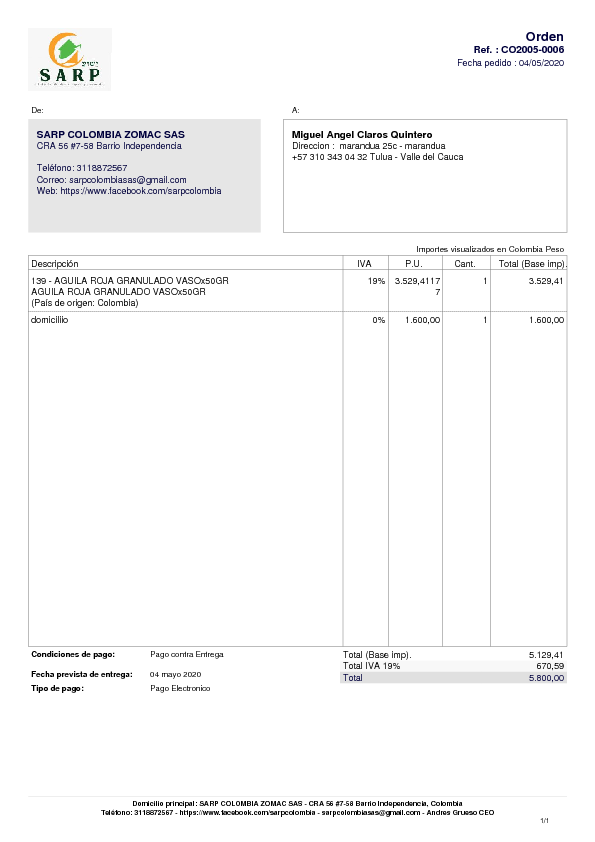 SARP
Orden
Ref. : CO2005-0006
Fecha pedido : 04/05/2020
De:
A:
SARP COLOMBIA ZOMAC SAS
CRA 56 #7-58 Barrio Independencia
Teléfono: 3118872567
Correo: sarpcolombiasas@gmail.com
Web: https://www.facebook.com/sarpcolombia
Miguel Angel Claros Quintero
Direccion : marandua 25c - marandua
+57 310 343 04 32 Tulua - Valle del Cauca
Importes visualizados en Colombia Peso
Descripción IVA P.U. Cant. Total (Base imp).
139 - AGUILA ROJA GRANULADO VASOx50GR 19% 3.529,4117 1 3.529,41
AGUILA ROJA GRANULADO VASOx50GR 7
(País de origen: Colombia)
domicilio 0% 1.600,00 1 1.600,00
Condiciones de pago: Pago contra Entrega
Fecha prevista de entrega: 04 mayo 2020
Tipo de pago: Pago Electronico
Total (Base imp). 5.129,41
Total IVA 19% 670,59
Total 5.800,00
Domicilio principal: SARP COLOMBIA ZOMAC SAS - CRA 56 #7-58 Barrio Independencia, Colombia
Teléfono: 3118872567 - https://www.facebook.com/sarpcolombia - sarpcolombiasas@gmail.com - Andres Grueso CEO
1/1